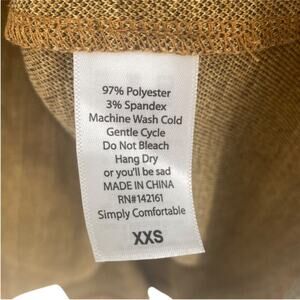 97% Polyester
3% Spandex
Machine Wash Cold
Gentle Cycle
Do Not Bleach
Hang Dry
or you'll be sad
MADE IN CHINA
RN#142161
Simply Comfortable
XXS